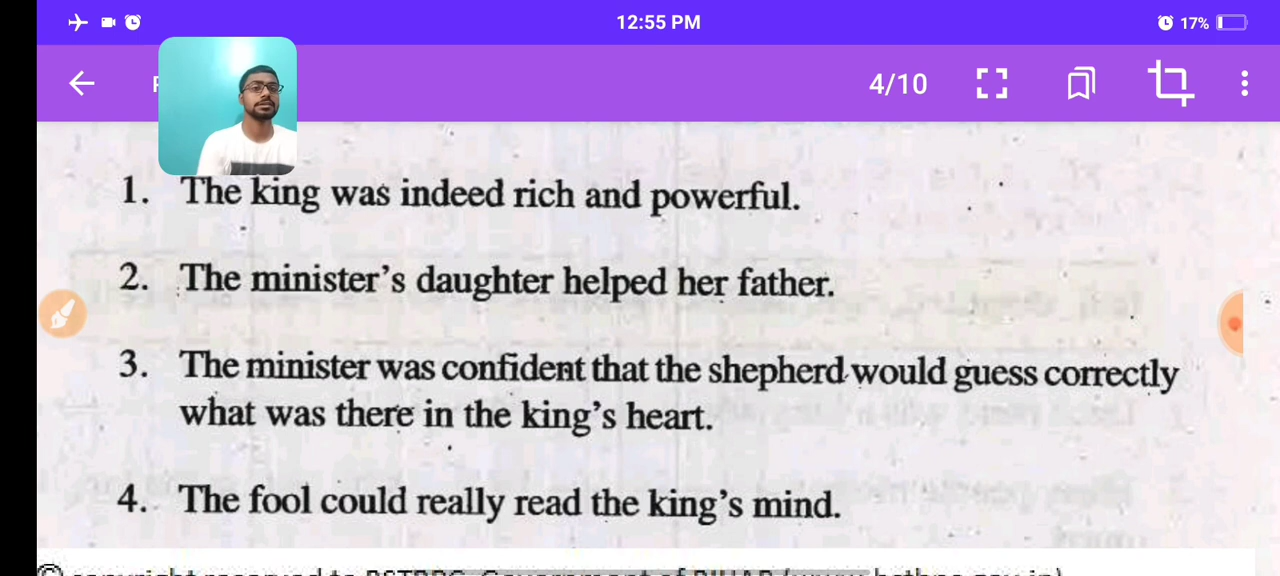 12:55 PM
17%
4/10
1. The king was indeed rich and powerful.
2. The minister's daughter helped her father.
3. The minister was confident that the shepherd would guess correctly
what was there in the king's heart.
4. The fool could really read the king's mind.